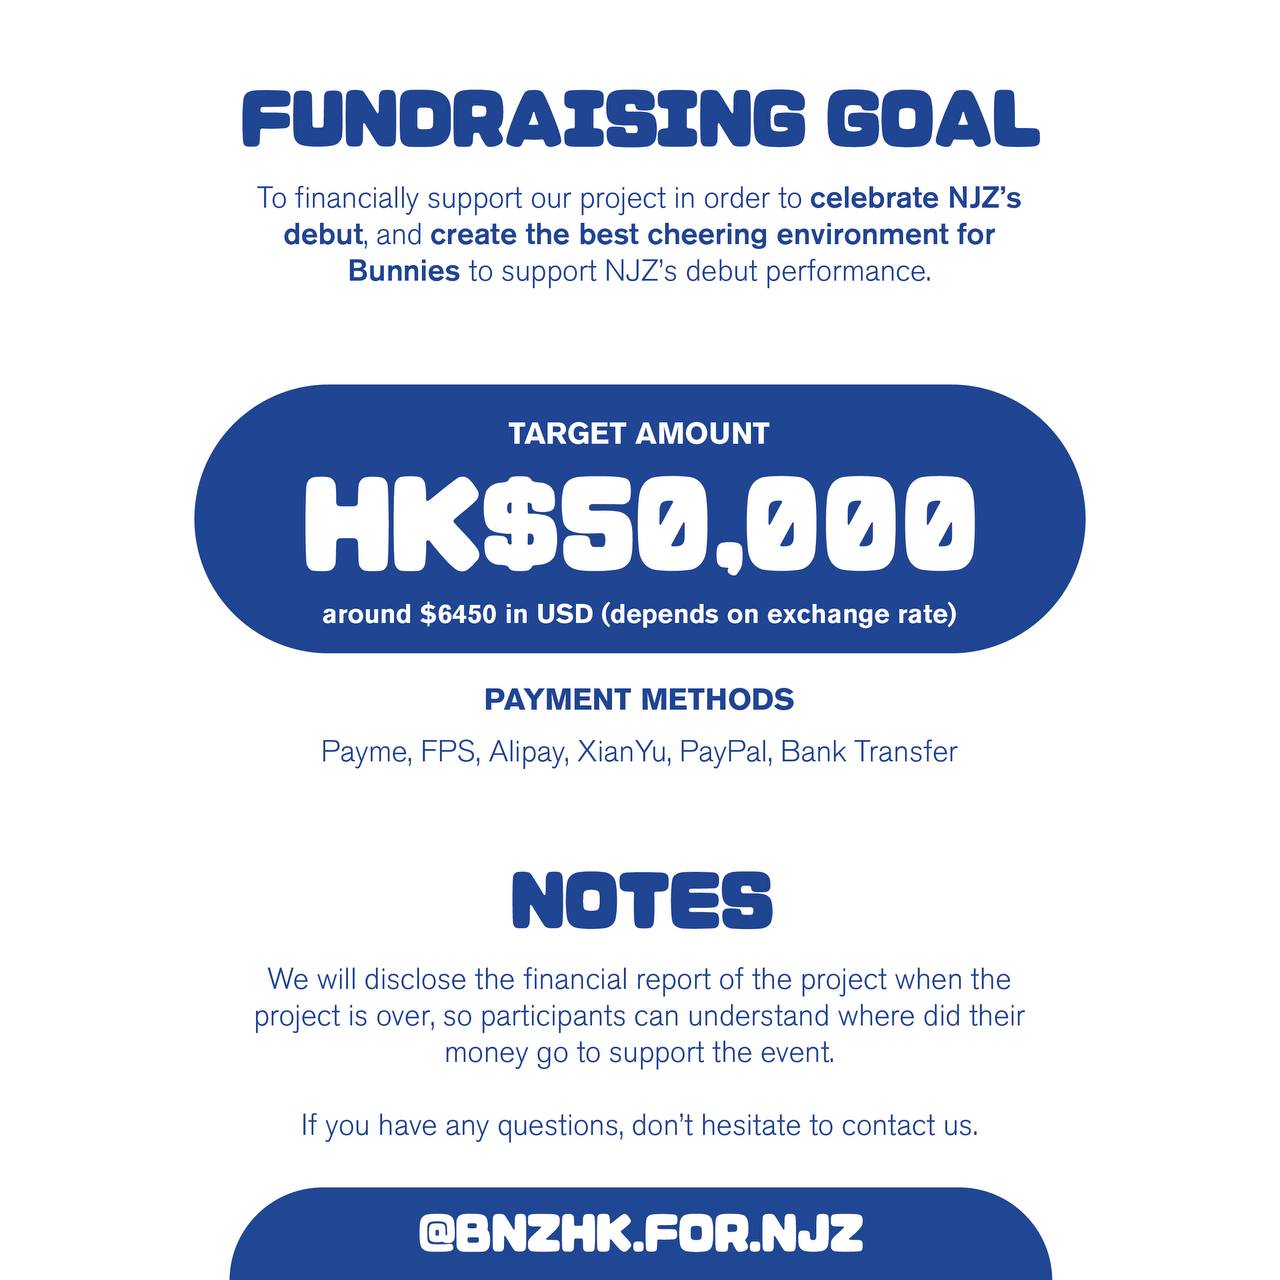 FUNDRAISING GOAL
To financially support our project in order to celebrate NJZ’s
debut, and create the best cheering environment for
Bunnies to support NJZ’s debut performance.
TARGET AMOUNT
HK$50,000
around $6450 in USD (depends on exchange rate)
PAYMENT METHODS
Payme, FPS, Alipay, XianYu, PayPal, Bank Transfer
NOTES
We will disclose the financial report of the project when the
project is over, so participants can understand where did their
money go to support the event.
If you have any questions, don’t hesitate to contact us.
@BNZHK.FOR.NJZ